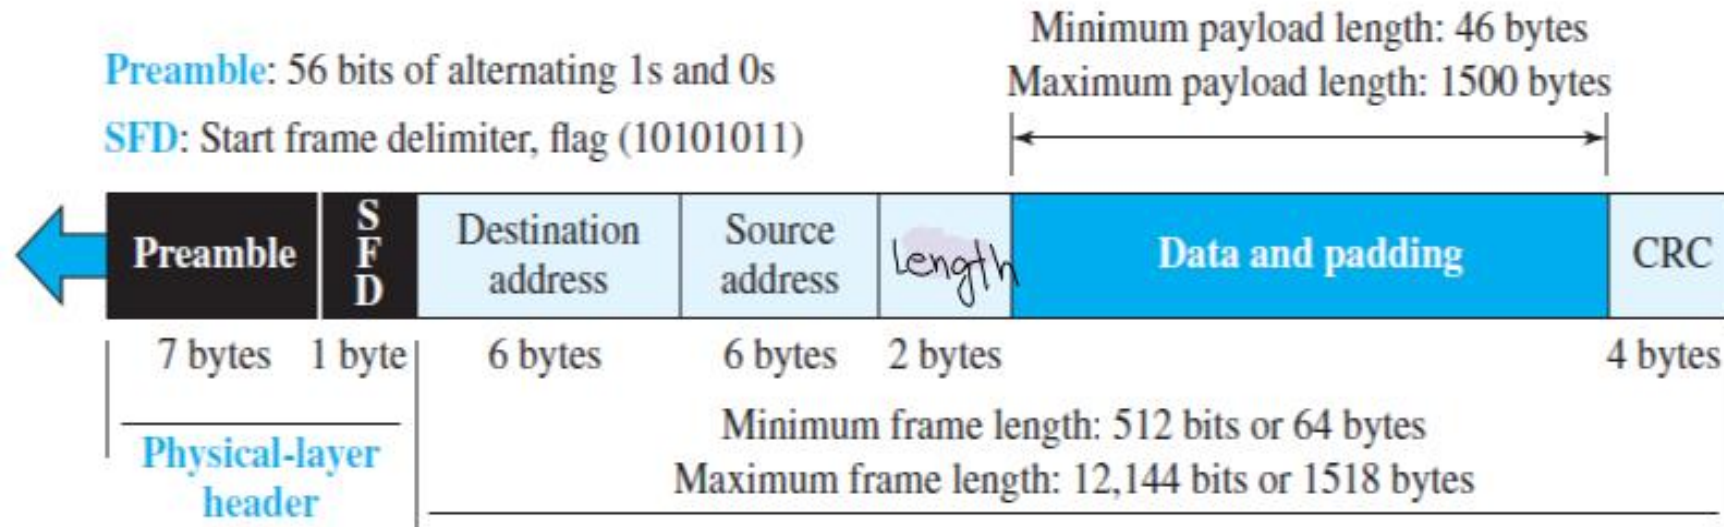 Minimum payload length: 46 bytes
Maximum payload length: 1500 bytes
Preamble: 56 bits of alternating 1s and 0s
SFD: Start frame delimiter, flag (10101011)
Preamble
SFD
Destination
address
Source
address
Length
Data and padding
CRC
7 bytes
1 byte
6 bytes
6 bytes
2 bytes
4 bytes
Physical-layer
header
Minimum frame length: 512 bits or 64 bytes
Maximum frame length: 12,144 bits or 1518 bytes